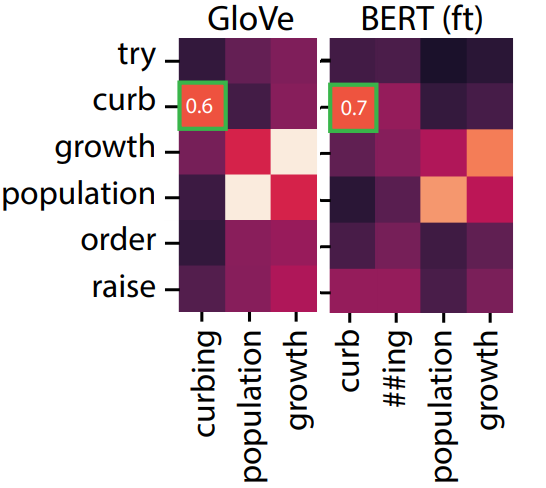 GloVe BERT (ft)
try
curb 0.6 0.7
growth
population
order
raise
curbing population growth curb ##ing population growth